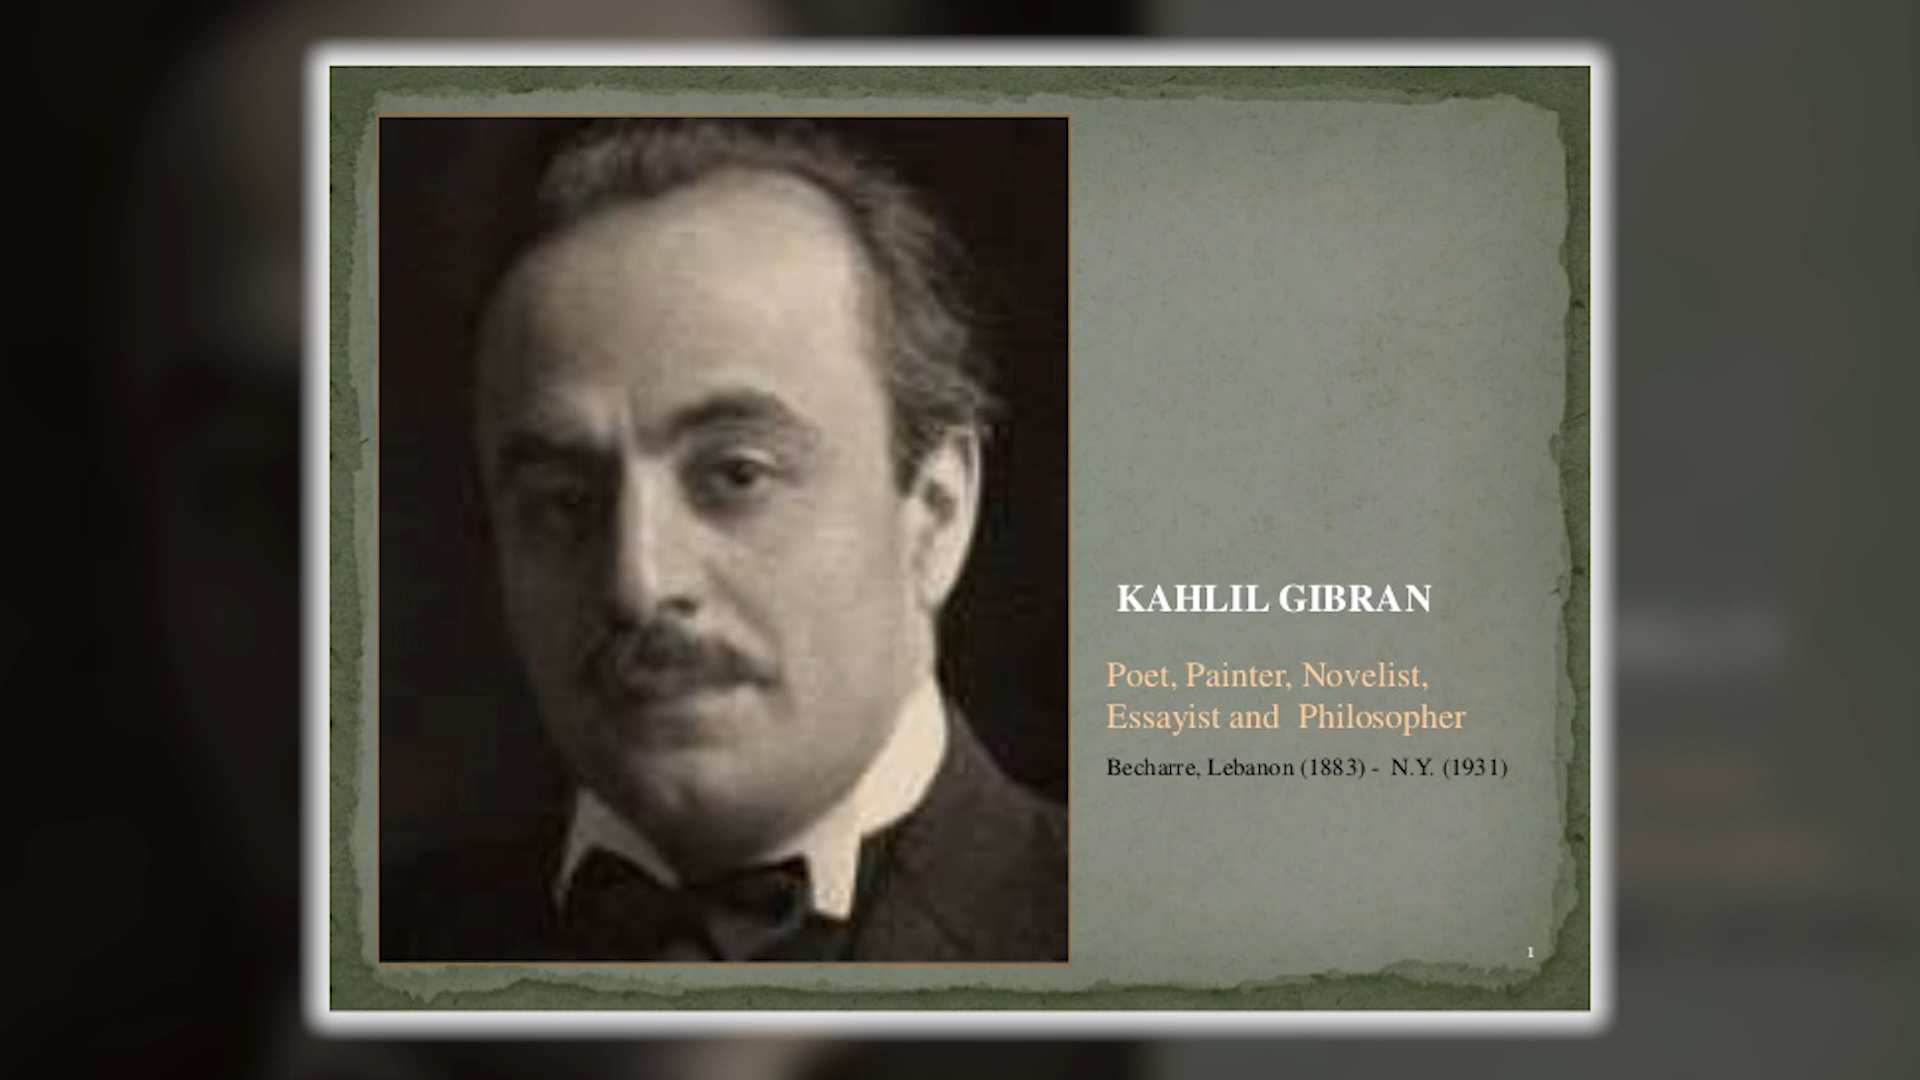 KAHLIL GIBRAN
Poet, Painter, Novelist,
Essayist and Philosopher
Becharre, Lebanon (1883) - N.Y. (1931)
1